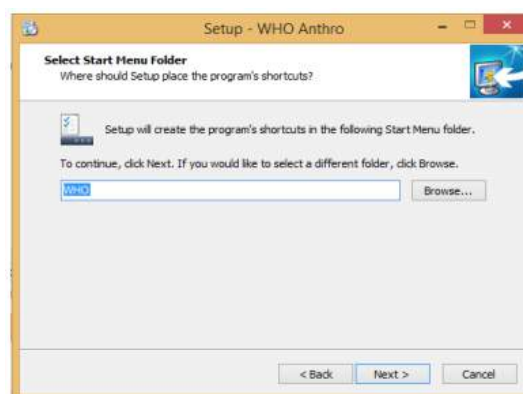 Setup - WHO Anthro
Select Start Menu Folder
Where should Setup place the program's shortcuts?
Setup will create the program's shortcuts in the following Start Menu folder.
To continue, click Next. If you would like to select a different folder, click Browse.
WHO
Browse...
< Back
Next >
Cancel